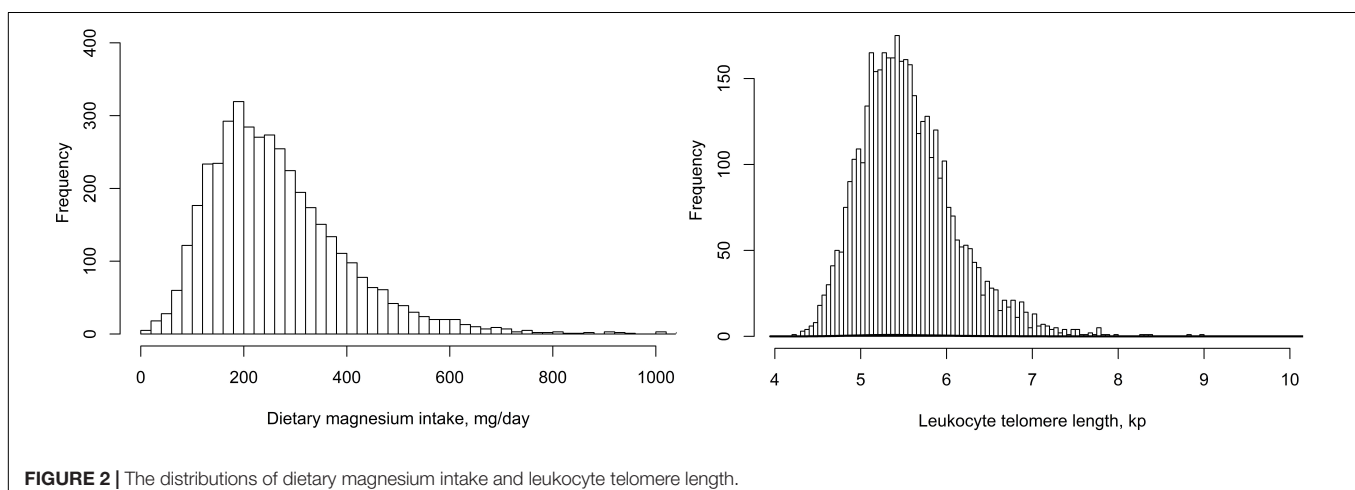 400
300
200
100
0
Frequency
0 200 400 600 800 1000
Dietary magnesium intake, mg/day
150
100
50
0
Frequency
4 5 6 7 8 9 10
Leukocyte telomere length, kp
FIGURE 2 | The distributions of dietary magnesium intake and leukocyte telomere length.